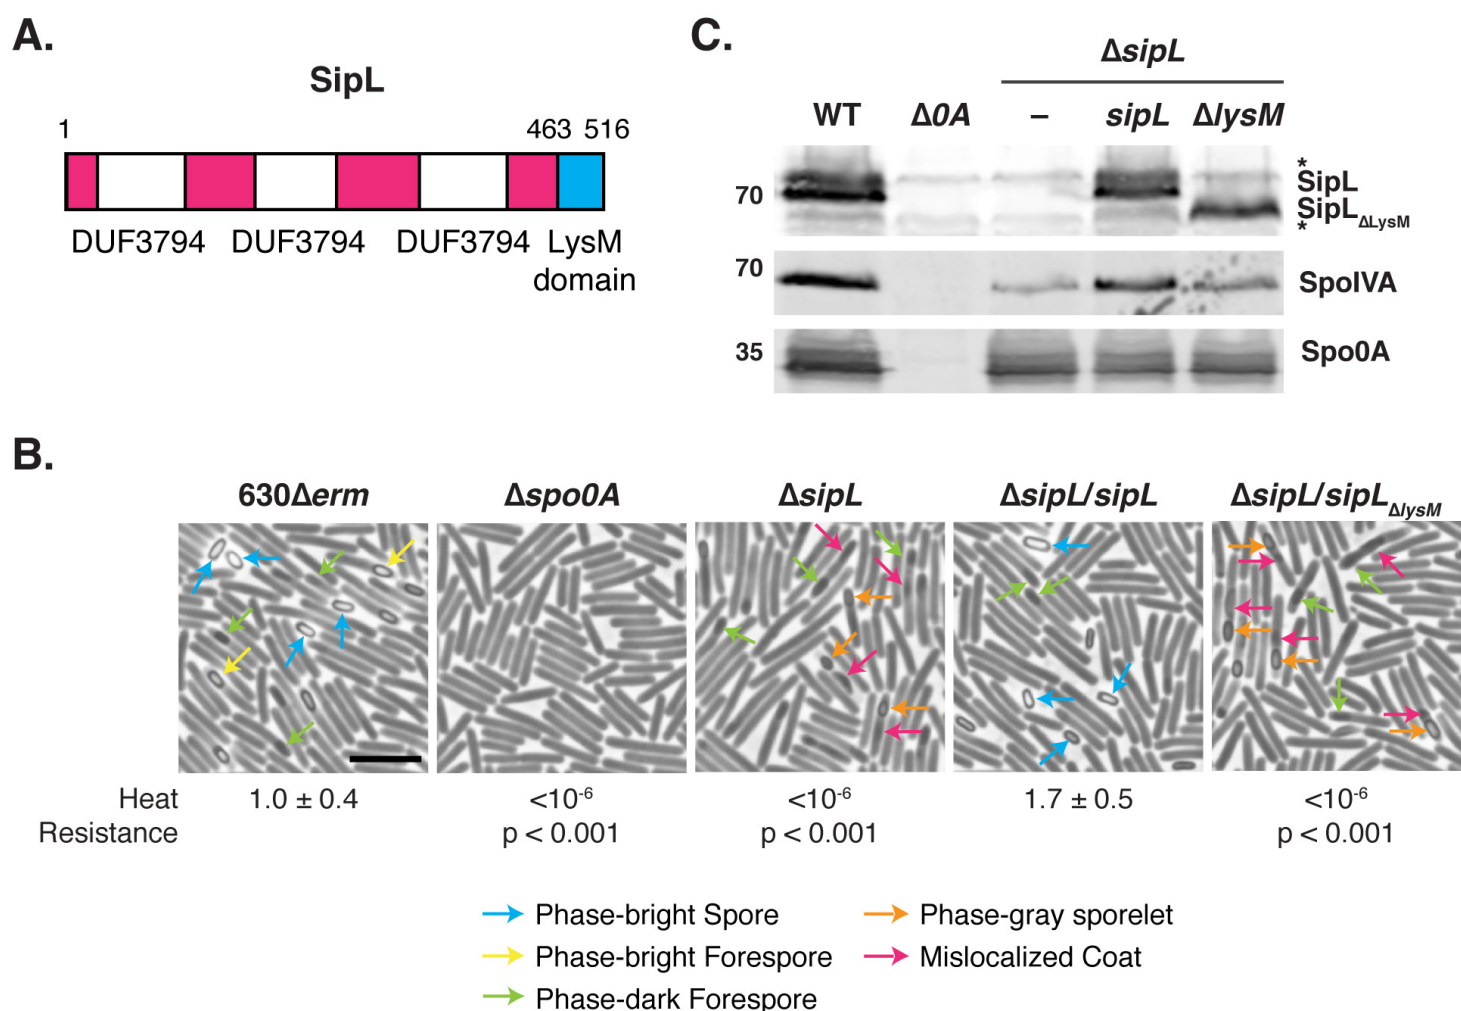 A.
SipL
1 463 516
DUF3794 DUF3794 DUF3794 LysM
domain
C.
ΔsipL
WT Δ0A – sipL ΔlysM
*
SipL
70
SipLΔLysM
*
70
SpoIVA
35
Spo0A
B.
630Δerm Δspo0A ΔsipL ΔsipL/sipL ΔsipL/sipLΔlysM
Heat 1.0 ± 0.4 <10-6 <10-6 1.7 ± 0.5 <10-6
Resistance p < 0.001 p < 0.001 p < 0.001
Phase-bright Spore Phase-gray sporelet
Phase-bright Forespore Mislocalized Coat
Phase-dark Forespore